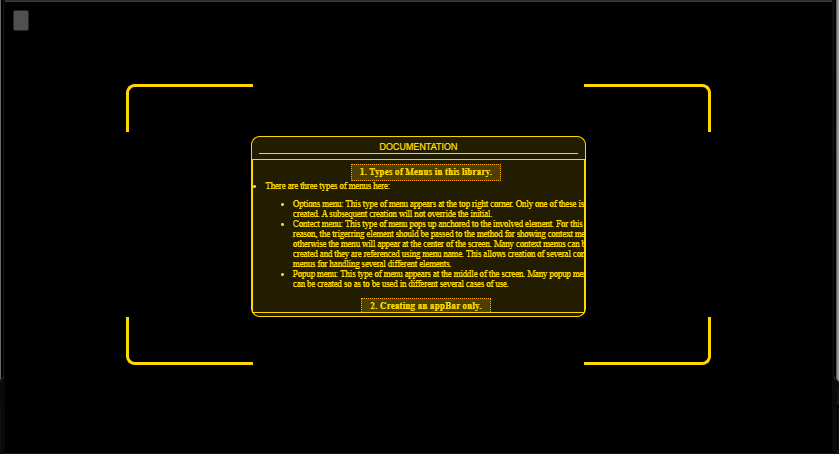 DOCUMENTATION
1. Types of Menus in this library.
There are three types of menus here:
Options menu: This type of menu appears at the top right corner. Only one of these is
created. A subsequent creation will not override the initial.
Contect menu: This type of menu pops up anchored to the involved element. For this
reason, the trigerring element should be passed to the method for showing context me
otherwise the menu will appear at the center of the screen. Many context menus can b
created and they are referenced using menu name. This allows creation of several con
menus for handling several different elements.
Popup menu: This type of menu appears at the middle of the screen. Many popup me
can be created so as to be used in different several cases of use.
2. Creating an appBar only.